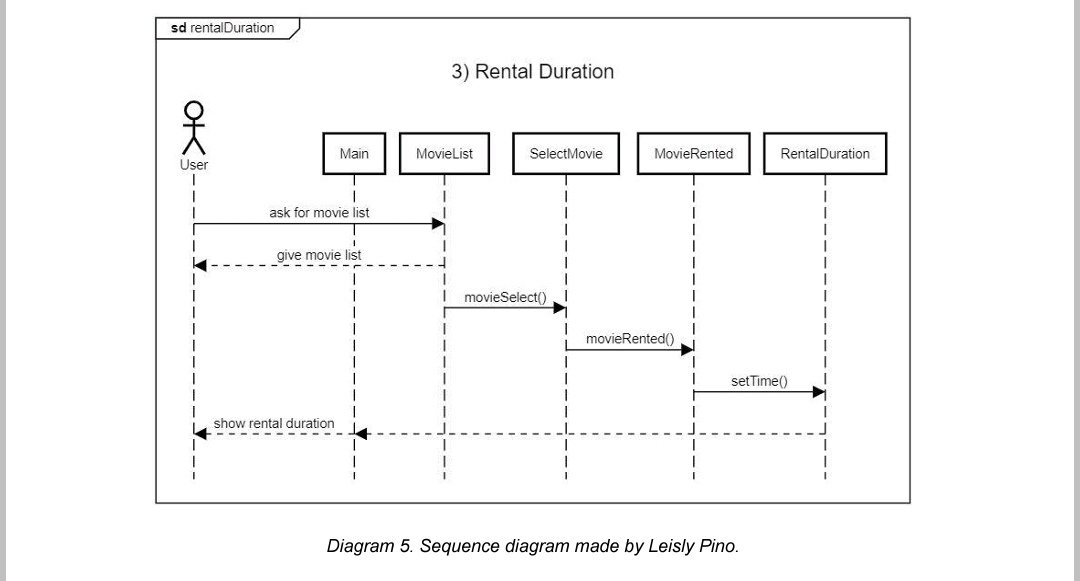 sd rentalDuration
3) Rental Duration
User
Main
MovieList
SelectMovie
MovieRented
RentalDuration
ask for movie list
give movie list
movieSelect()
movieRented()
setTime()
show rental duration
Diagram 5. Sequence diagram made by Leisly Pino.